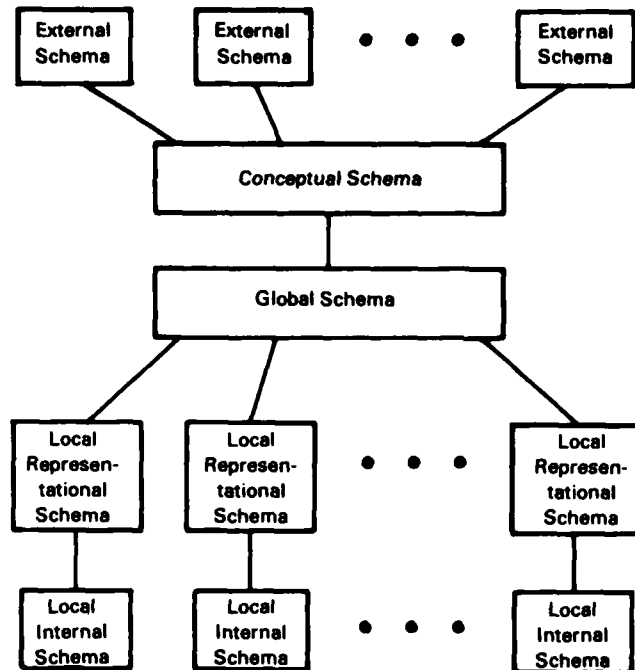 External
Schema
External
Schema
External
Schema
Conceptual Schema
Global Schema
Local
Represen-
tational
Schema
Local
Represen-
tational
Schema
Local
Represen-
tational
Schema
Local
Internal
Schema
Local
Internal
Schema
Local
Internal
Schema